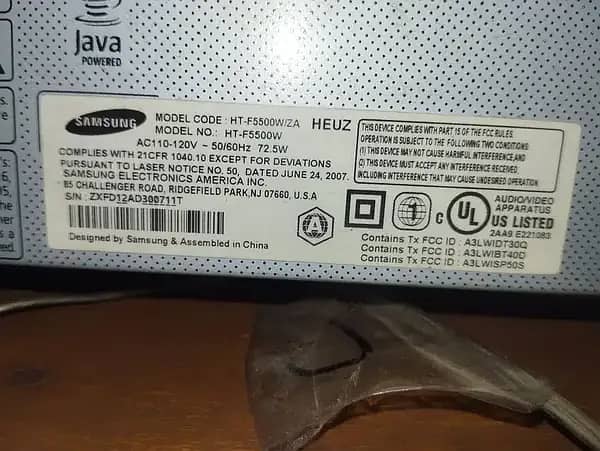 Java
POWERED
SAMSUNG
MODEL CODE : HT-F5500W/ZA HEUZ
MODEL NO.: HT-F5500W
AC110-120V ~ 50/60Hz 72.5W
COMPLIES WITH 21CFR 1040.10 EXCEPT FOR DEVIATIONS
PURSUANT TO LASER NOTICE NO. 50, DATED JUNE 24, 2007.
SAMSUNG ELECTRONICS AMERICA INC.
85 CHALLENGER ROAD, RIDGEFIELD PARK,NJ 07660, U.S.A
S/N : ZXFD12AD300711T
Designed by Samsung & Assembled in China
THIS DEVICE COMPLIES WITH PART 15 OF THE FCC RULES.
OPERATION IS SUBJECT TO THE FOLLOWING TWO CONDITIONS:
(1) THIS DEVICE MAY NOT CAUSE HARMFUL INTERFERENCE,AND
(2) THIS DEVICE MUST ACCEPT ANY INTERFERENCE RECEIVED,
INCLUDING INTERFERENCE THAT MAY CAUSE UNDESIRED OPERATION.
A
1
C UL
AUDIO/VIDEO
APPARATUS
US LISTED
2AA9 E221083
Contains Tx FCC ID : A3LWIDT30Q
Contains Tx FCC ID : A3LWIBT40D
Contains Tx FCC ID : A3LWISP50S